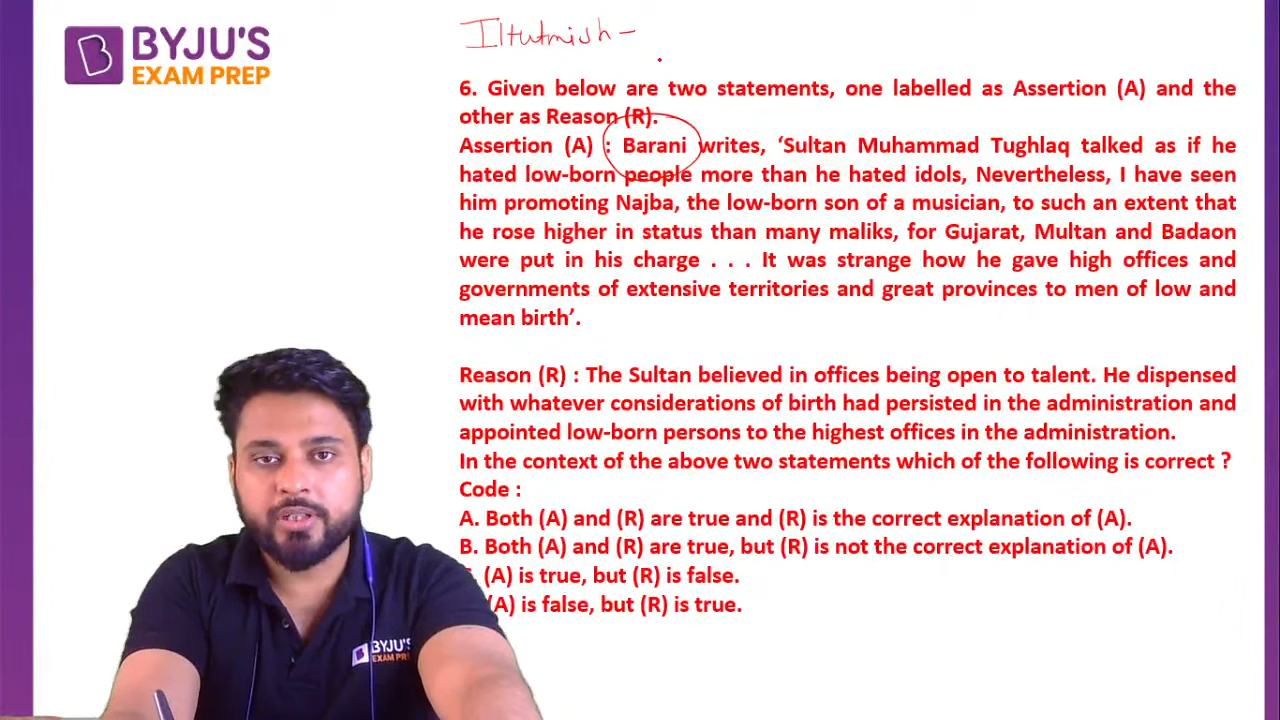 BYJU'S
EXAM PREP
Iltutmish -
6. Given below are two statements, one labelled as Assertion (A) and the
other as Reason (R).
Assertion (A) : Barani writes, ‘Sultan Muhammad Tughlaq talked as if he
hated low-born people more than he hated idols, Nevertheless, I have seen
him promoting Najba, the low-born son of a musician, to such an extent that
he rose higher in status than many maliks, for Gujarat, Multan and Badaon
were put in his charge . . . It was strange how he gave high offices and
governments of extensive territories and great provinces to men of low and
mean birth’.
Reason (R) : The Sultan believed in offices being open to talent. He dispensed
with whatever considerations of birth had persisted in the administration and
appointed low-born persons to the highest offices in the administration.
In the context of the above two statements which of the following is correct ?
Code :
A. Both (A) and (R) are true and (R) is the correct explanation of (A).
B. Both (A) and (R) are true, but (R) is not the correct explanation of (A).
(A) is true, but (R) is false.
(A) is false, but (R) is true.
BYJU'S
EXAM PREP